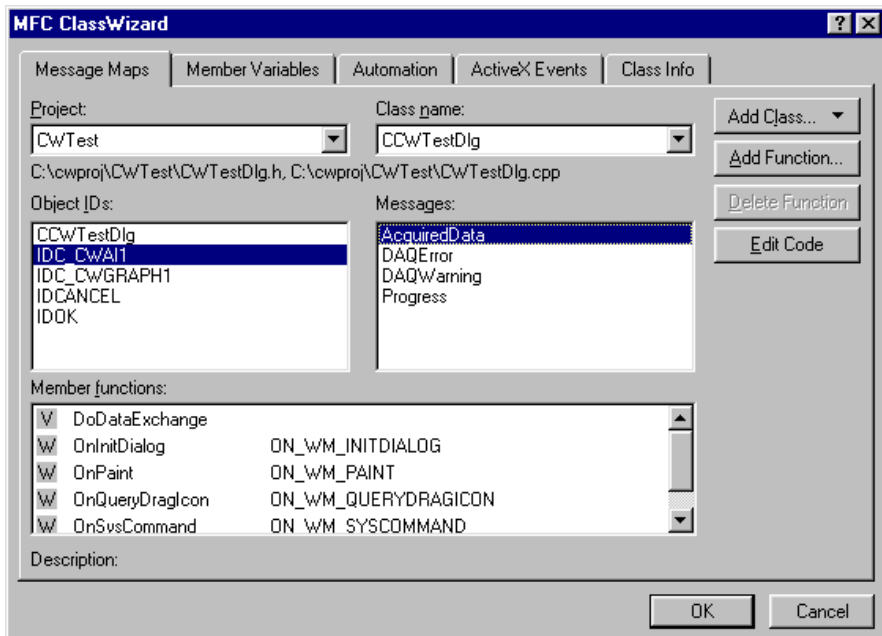 MFC ClassWizard
Message Maps Member Variables Automation ActiveX Events Class Info
Project: Class name:
CWTest CCWTestDlg
Add Class...
C:\cwproj\CWTest\CWTestDlg.h, C:\cwproj\CWTest\CWTestDlg.cpp
Add Function...
Object IDs: Messages:
Delete Function
CCWTestDlg AcquiredData
IDC_CWAI1 DAQError
Edit Code
IDC_CWGRAPH1 DAQWarning
IDCANCEL Progress
IDOK
Member functions:
V DoDataExchange
W OnInitDialog ON_WM_INITDIALOG
W OnPaint ON_WM_PAINT
W OnQueryDragIcon ON_WM_QUERYDRAGICON
W OnSysCommand ON_WM_SYSCOMMAND
Description:
OK Cancel